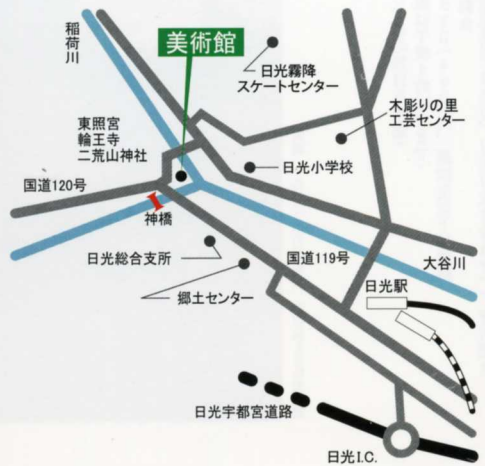 稲荷川
美術館
日光霧降
スケートセンター
木彫りの里
工芸センター
東照宮
輪王寺
二荒山神社
日光小学校
国道120号
神橋
日光総合支所
国道119号
大谷川
郷土センター
日光駅
日光宇都宮道路
日光I.C.